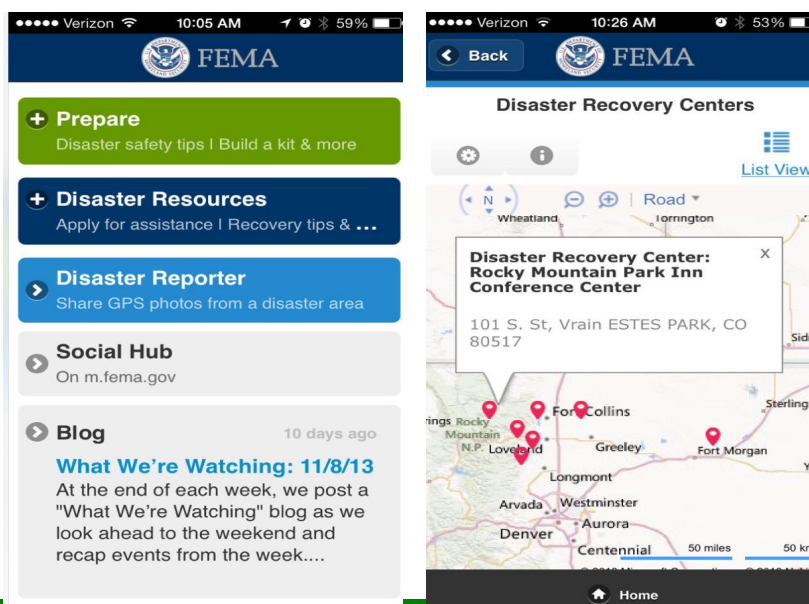 Verizon 10:05 AM 59%
FEMA
Prepare
Disaster safety tips I Build a kit & more
Disaster Resources
Apply for assistance I Recovery tips & ...
Disaster Reporter
Share GPS photos from a disaster area
Social Hub
On m.fema.gov
Blog 10 days ago
What We're Watching: 11/8/13
At the end of each week, we post a
"What We're Watching" blog as we
look ahead to the weekend and
recap events from the week....
Verizon 10:26 AM 53%
Back FEMA
Disaster Recovery Centers
List View
N Road
Wheatland Torrington
Disaster Recovery Center: X
Rocky Mountain Park Inn
Conference Center
101 S. St, Vrain ESTES PARK, CO
80517
Sid
Sterling
Fort Collins
rings Rocky
Mountain
N.P. Loveland Greeley Fort Morgan
Longmont
Arvada Westminster
Aurora
Denver
Centennial 50 miles 50 km
Home